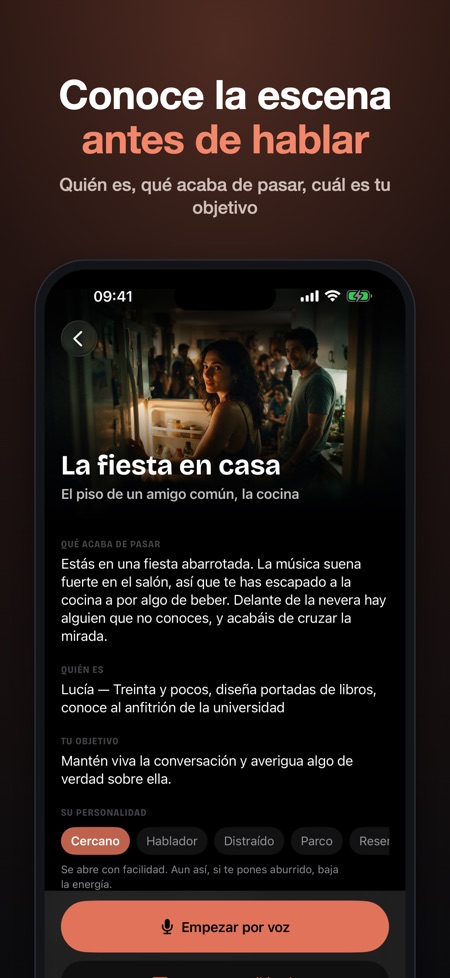 Conoce la escena
antes de hablar
Quién es, qué acaba de pasar, cuál es tu
objetivo
09:41
La fiesta en casa
El piso de un amigo común, la cocina
QUÉ ACABA DE PASAR
Estás en una fiesta abarrotada. La música suena
fuerte en el salón, así que te has escapado a la
cocina a por algo de beber. Delante de la nevera hay
alguien que no conoces, y acabáis de cruzar la
mirada.
QUIÉN ES
Lucía — Treinta y pocos, diseña portadas de libros,
conoce al anfitrión de la universidad
TU OBJETIVO
Mantén viva la conversación y averigua algo de
verdad sobre ella.
SU PERSONALIDAD
Cercano Hablador Distraído Parco
Se abre con facilidad. Aun así, si te pones aburrido, baja
la energía.
Empezar por voz